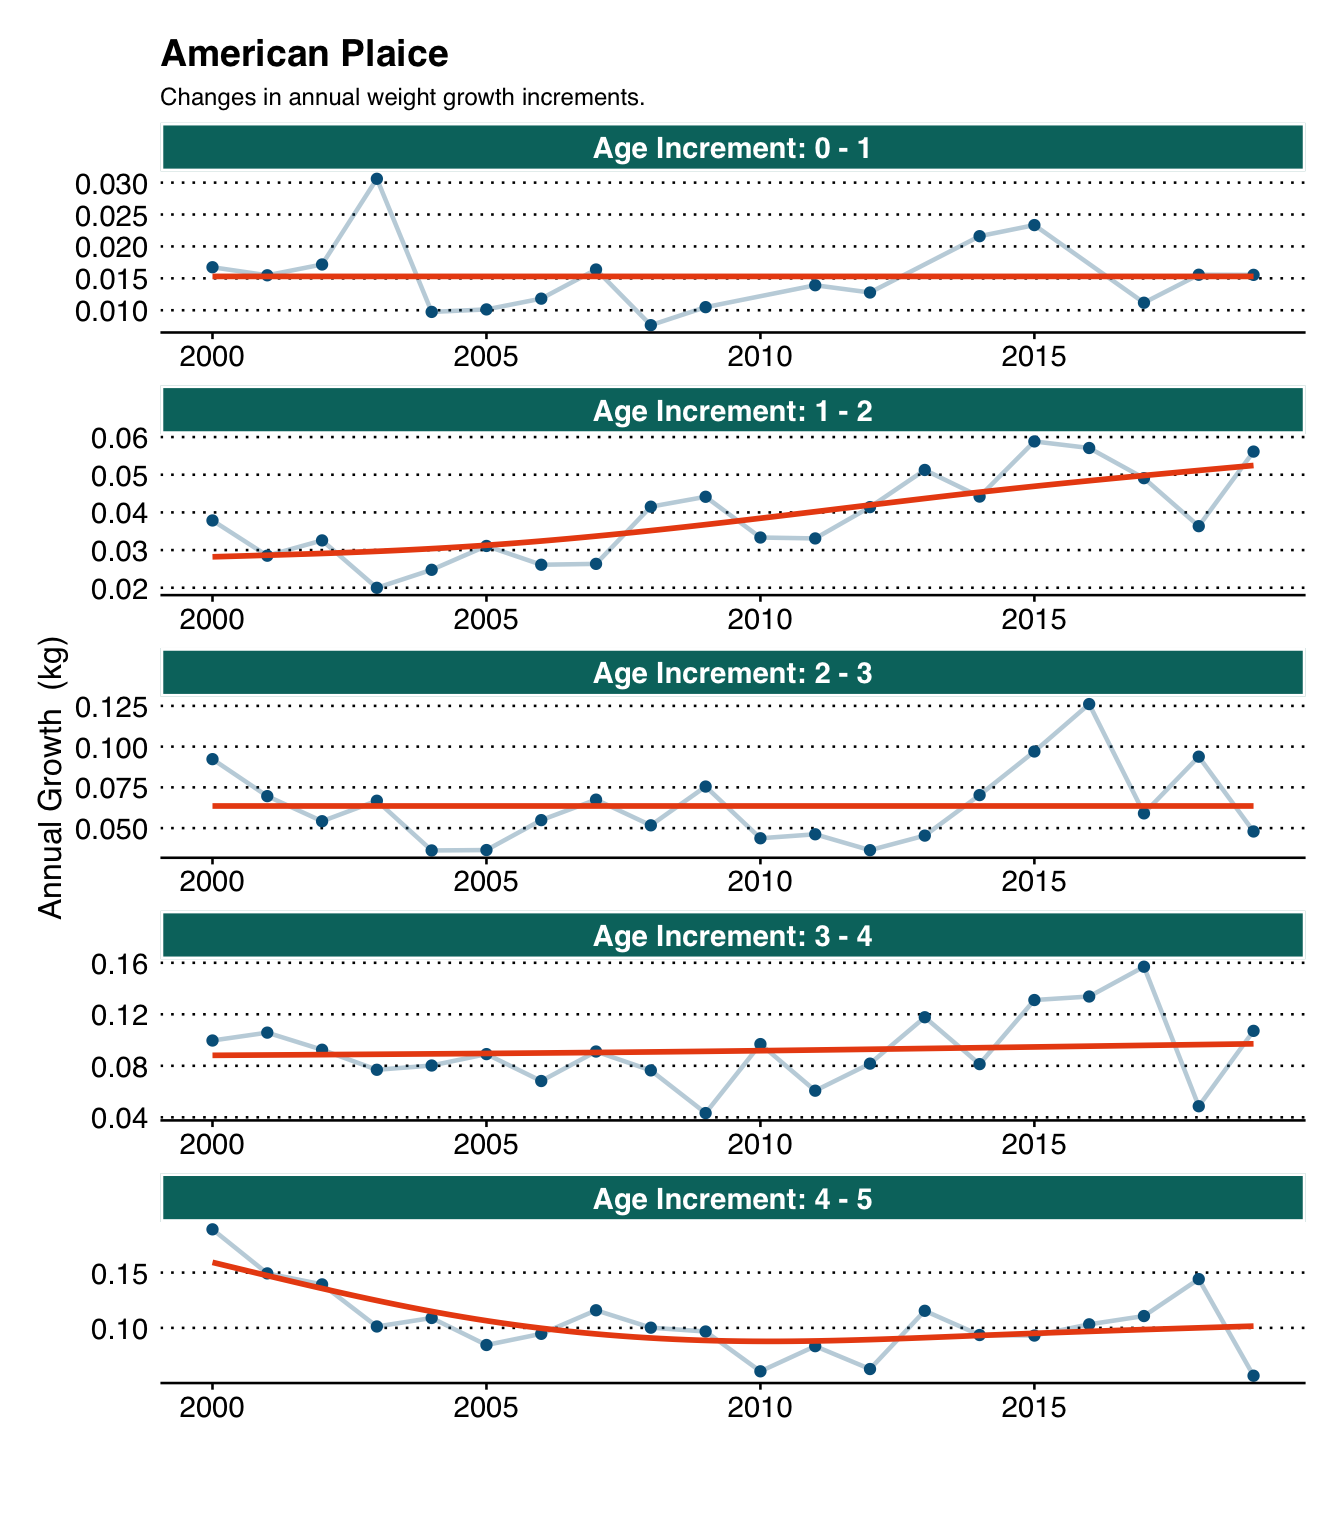 American Plaice
Changes in annual weight growth increments.
Age Increment: 0 - 1
0.030
0.025
0.020
0.015
0.010
2000 2005 2010 2015
Age Increment: 1 - 2
0.06
0.05
0.04
0.03
0.02
2000 2005 2010 2015
Annual Growth (kg)
Age Increment: 2 - 3
0.125
0.100
0.075
0.050
2000 2005 2010 2015
Age Increment: 3 - 4
0.16
0.12
0.08
0.04
2000 2005 2010 2015
Age Increment: 4 - 5
0.15
0.10
2000 2005 2010 2015